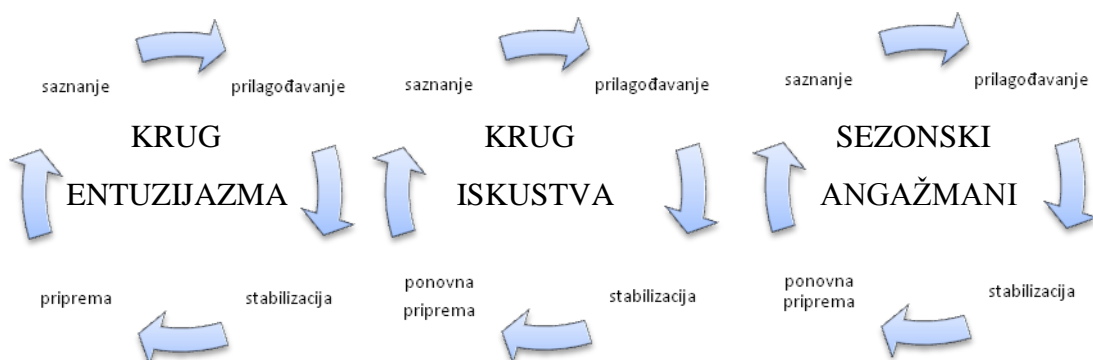 saznanje
prilagođavanje
KRUG
ENTUZIJAZMA
priprema
stabilizacija
saznanje
prilagođavanje
KRUG
ISKUSTVA
ponovna
priprema
stabilizacija
saznanje
prilagođavanje
SEZONSKI
ANGAŽMANI
ponovna
priprema
stabilizacija